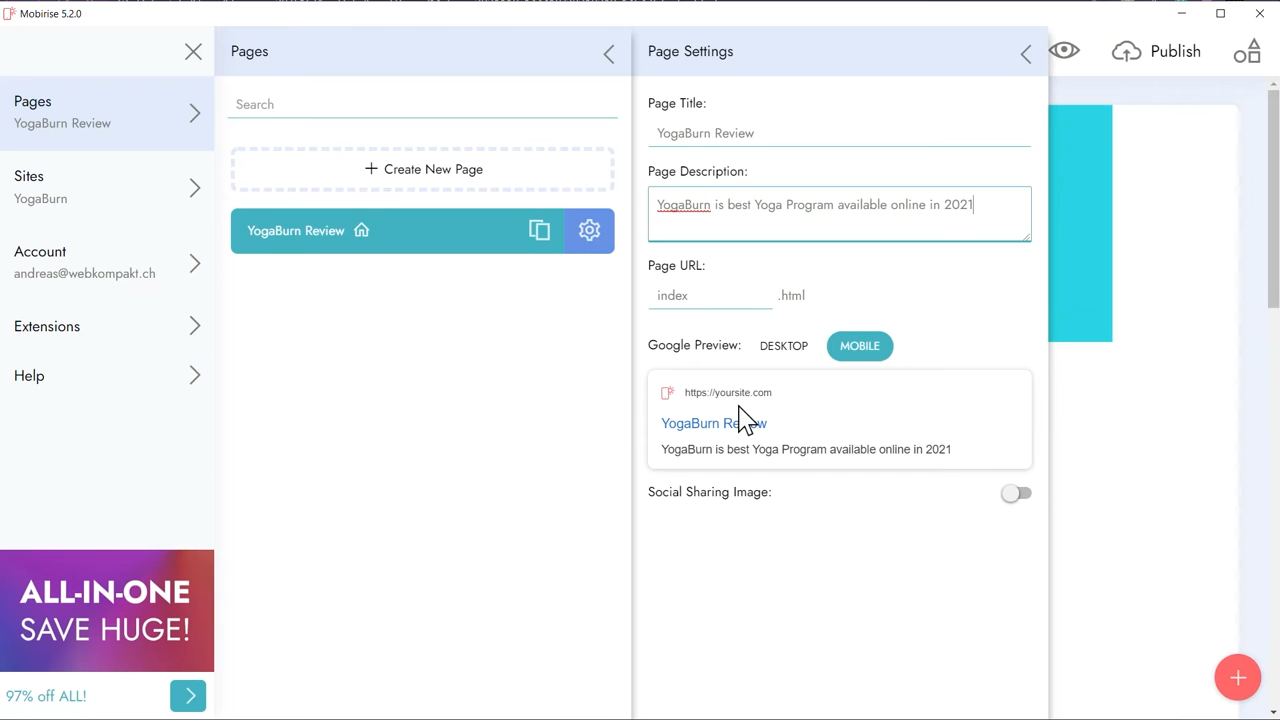 Mobirise 5.2.0
Pages
Page Settings
Publish
Pages
YogaBurn Review
Sites
YogaBurn
Account
andreas@webkompakt.ch
Extensions
Help
ALL-IN-ONE
SAVE HUGE!
97% off ALL!
Search
+ Create New Page
YogaBurn Review
Page Title:
YogaBurn Review
Page Description:
YogaBurn is best Yoga Program available online in 2021
Page URL:
index .html
Google Preview: DESKTOP MOBILE
https://yoursite.com
YogaBurn Review
YogaBurn is best Yoga Program available online in 2021
Social Sharing Image: